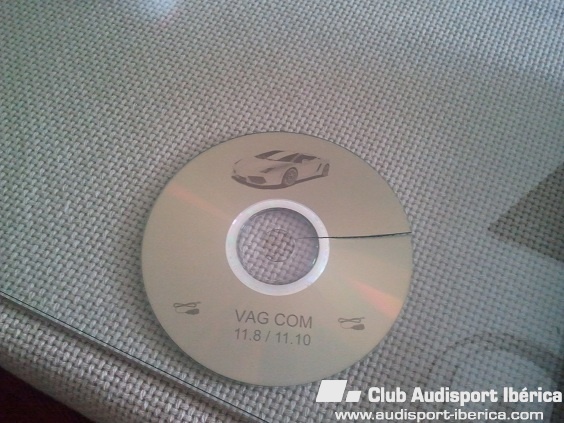 VAG COM
11.8 / 11.10
Club Audisport Ibérica
www.audisport-iberica.com